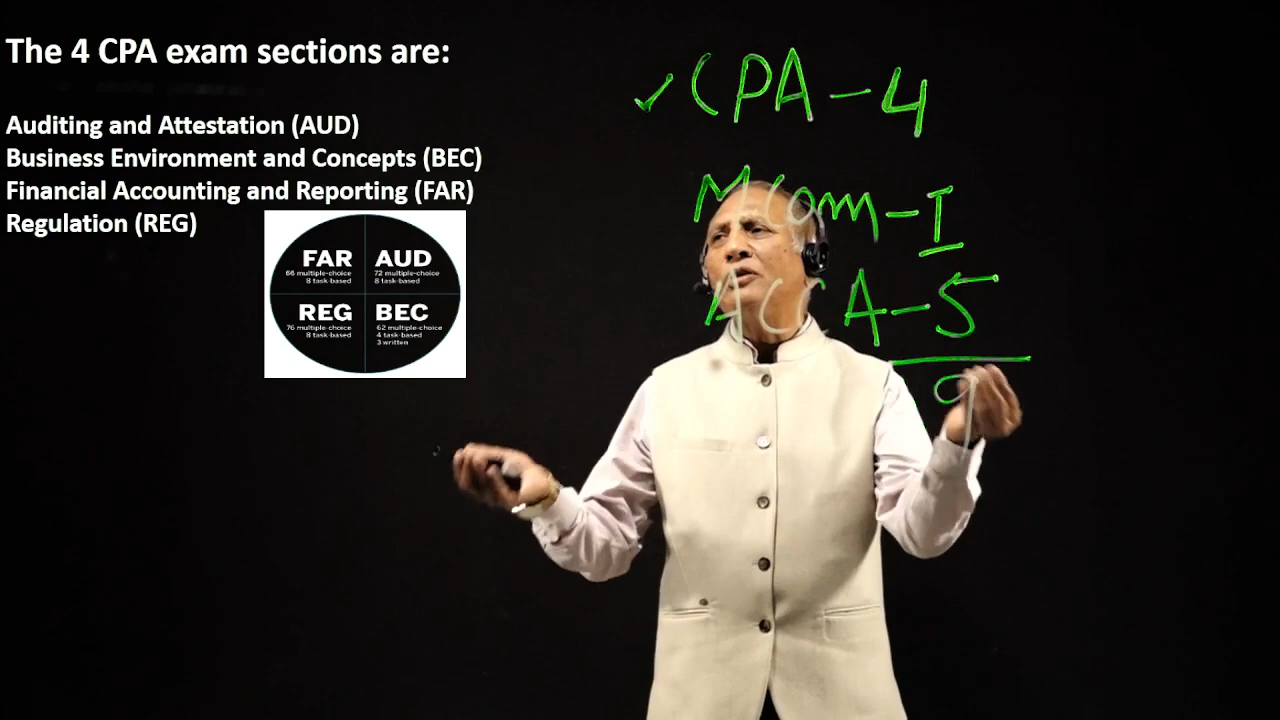 The 4 CPA exam sections are:
Auditing and Attestation (AUD)
Business Environment and Concepts (BEC)
Financial Accounting and Reporting (FAR)
Regulation (REG)
FAR
66 multiple-choice
8 task-based
AUD
72 multiple-choice
8 task-based
REG
76 multiple-choice
8 task-based
BEC
62 multiple-choice
4 task-based
3 written
✓ CPA - 4
MCom - I
ACCA - 5
9